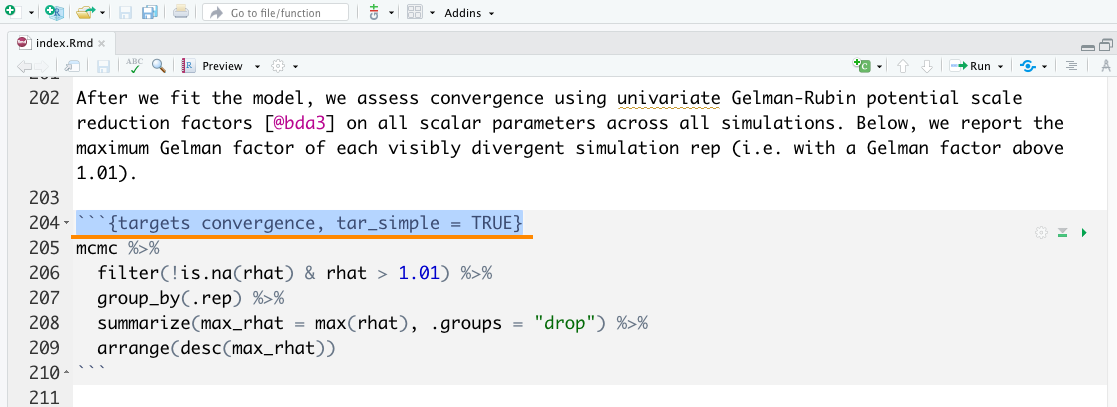 Go to file/function
Addins
index.Rmd
ABC
Preview
Run
201
202 After we fit the model, we assess convergence using univariate Gelman-Rubin potential scale
reduction factors [@bda3] on all scalar parameters across all simulations. Below, we report the
maximum Gelman factor of each visibly divergent simulation rep (i.e. with a Gelman factor above
1.01).
203
204 ```{targets convergence, tar_simple = TRUE}
205 mcmc %>%
206 filter(!is.na(rhat) & rhat > 1.01) %>%
207 group_by(.rep) %>%
208 summarize(max_rhat = max(rhat), .groups = "drop") %>%
209 arrange(desc(max_rhat))
210 ```
211